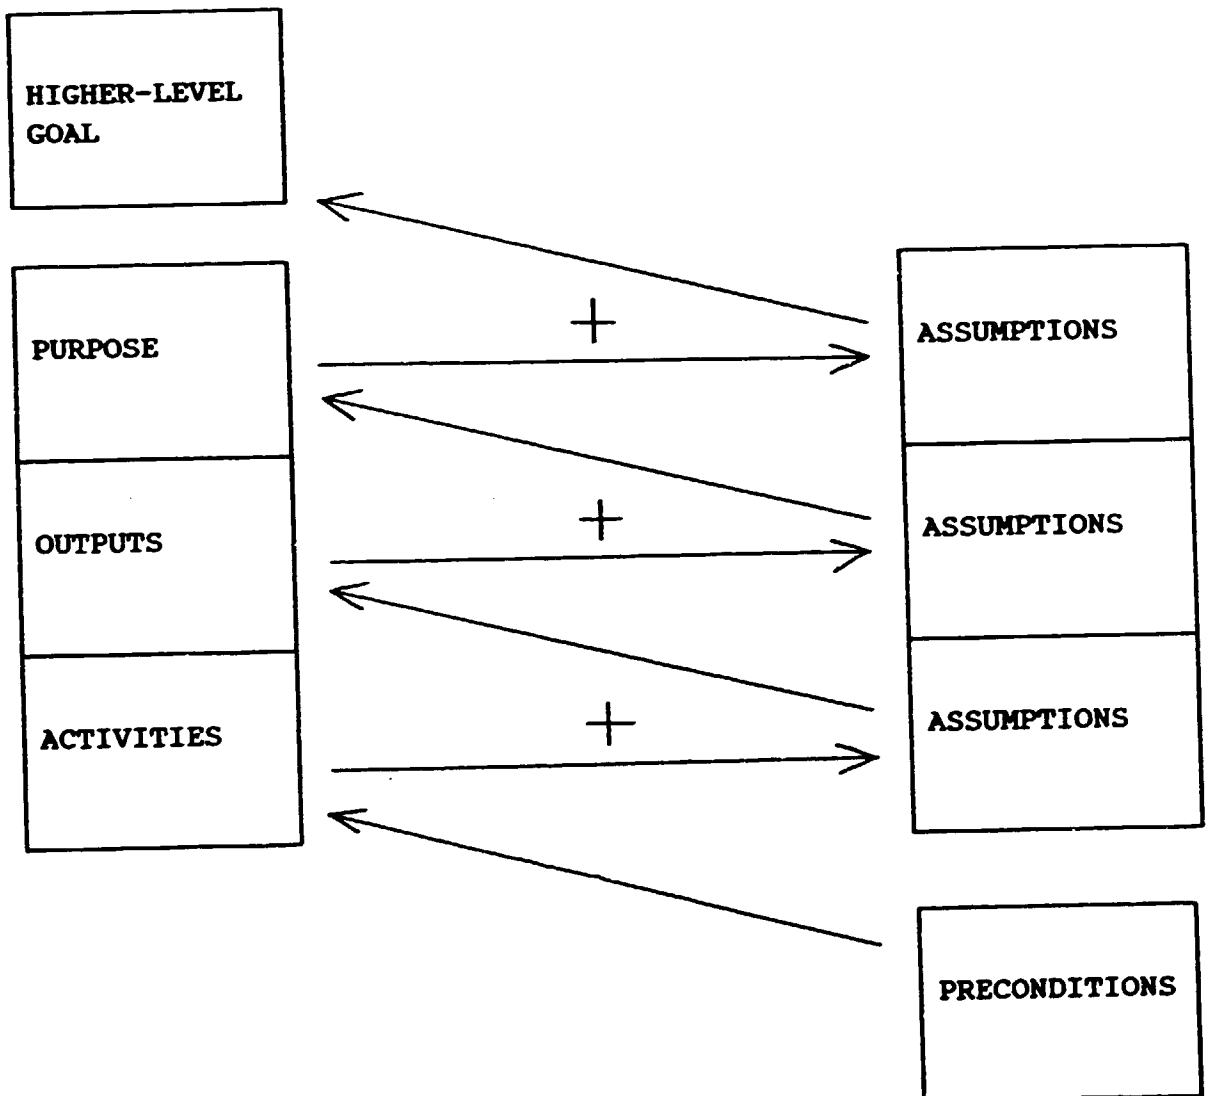 HIGHER-LEVEL
GOAL
PURPOSE
ASSUMPTIONS
+
OUTPUTS
ASSUMPTIONS
+
ACTIVITIES
ASSUMPTIONS
+
PRECONDITIONS